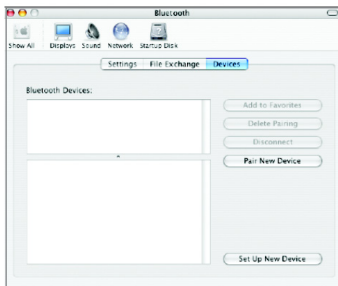 Bluetooth
Show All Displays Sound Network Startup Disk
Settings File Exchange Devices
Bluetooth Devices:
Add to Favorites
Delete Pairing
Disconnect
Pair New Device
Set Up New Device